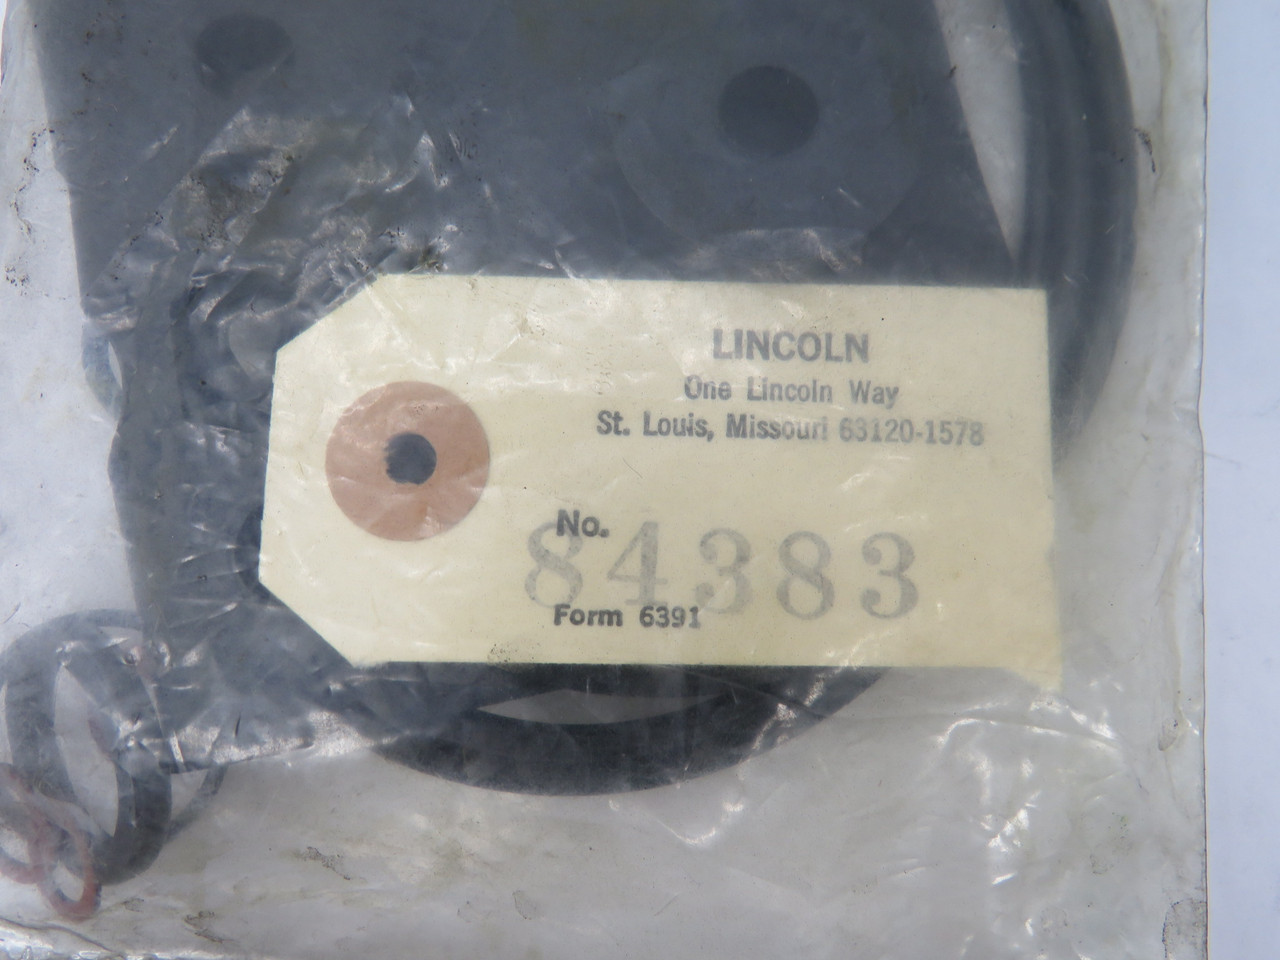 LINCOLN
One Lincoln Way
St. Louis, Missouri 63120-1578
No.
84383
Form 6391